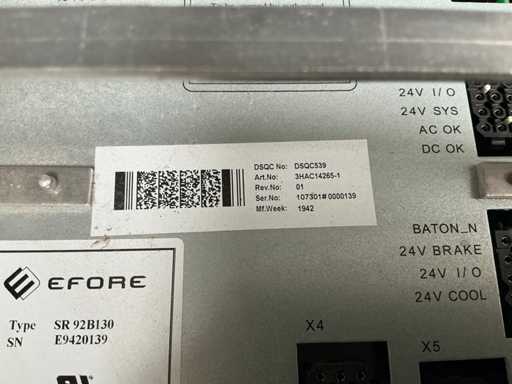 24V I/O
24V SYS
AC OK
DC OK
DSQC No: DSQC539
Art.No: 3HAC14265-1
Rev.No: 01
Ser.No: 107301#0000139
Mf.Week: 1942
BATON_N
24V BRAKE
24V I/O
24V COOL
EFORE
Type SR 92B130
SN E9420139
X4
X5